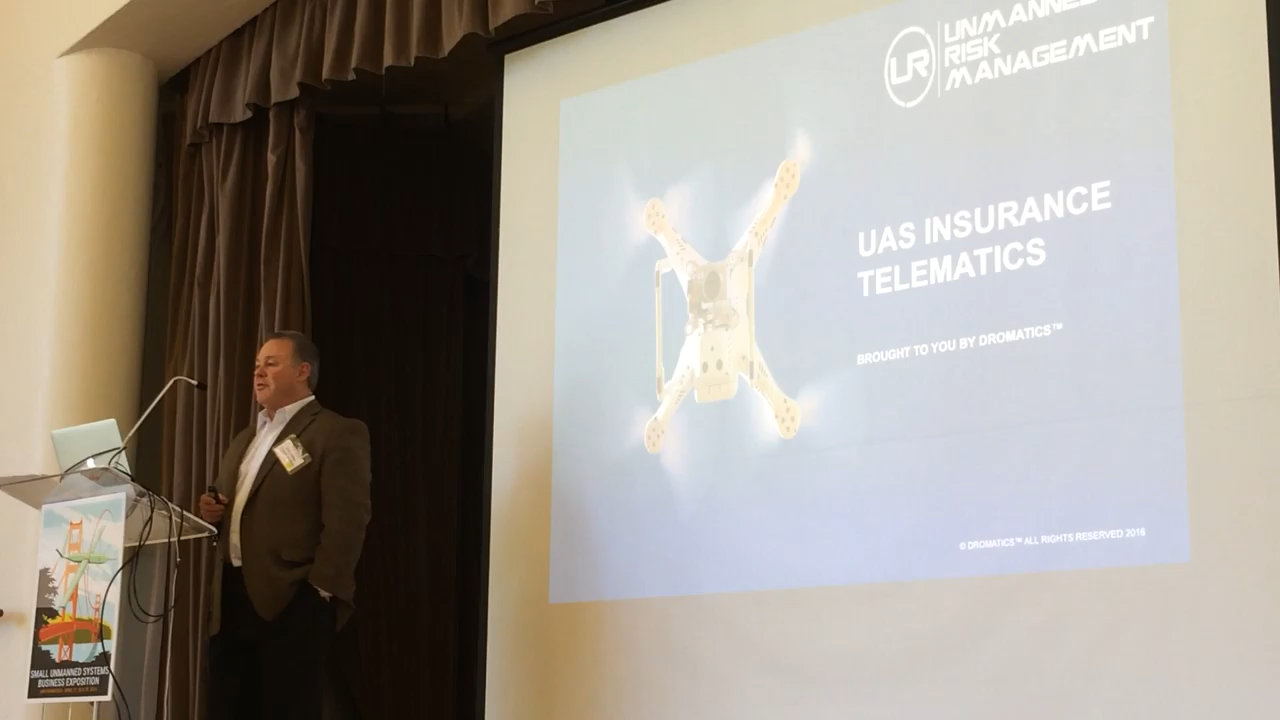 UNMANNED
RISK
MANAGEMENT
UR
UAS INSURANCE
TELEMATICS
BROUGHT TO YOU BY DROMATICS™
© DROMATICS™ ALL RIGHTS RESERVED 2016
SMALL UNMANNED SYSTEMS
BUSINESS EXPOSITION